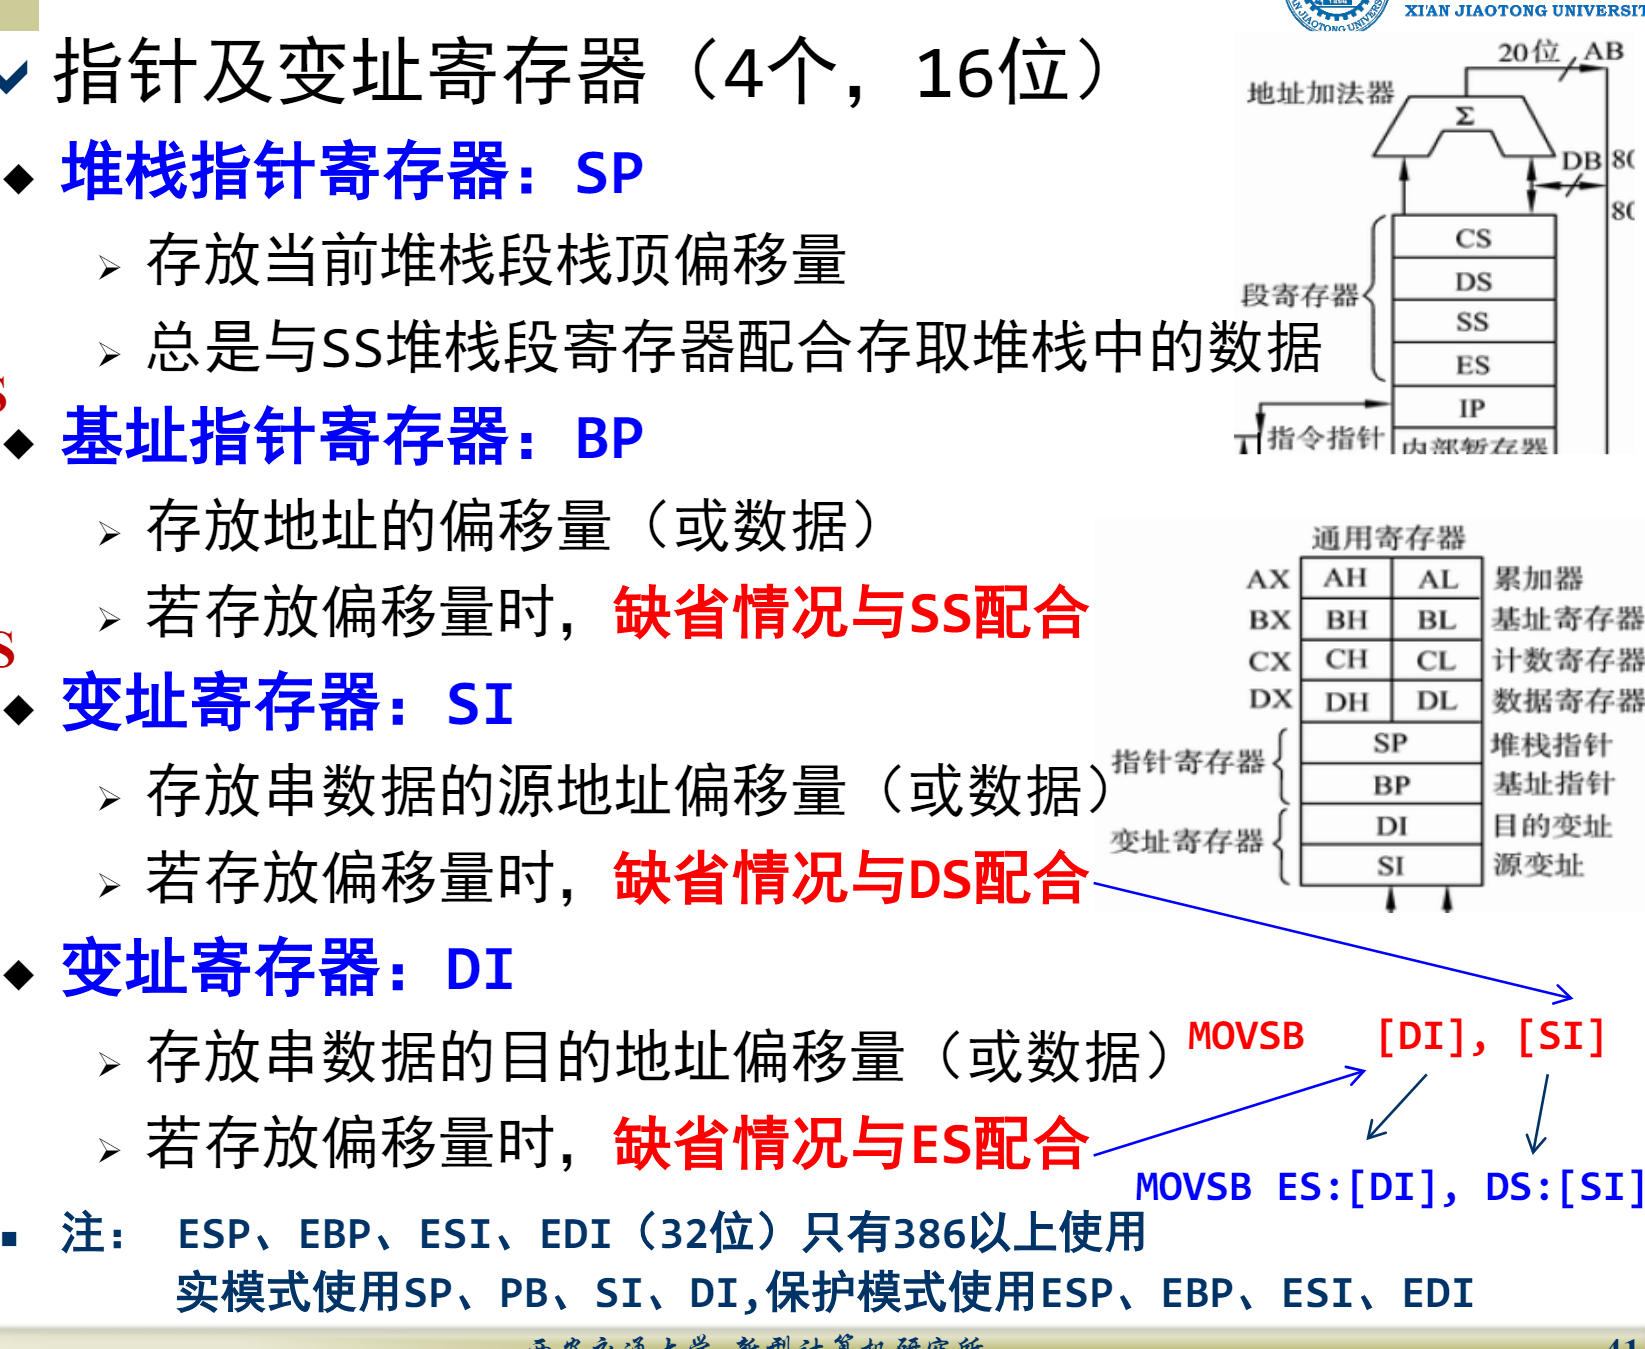 XI'AN JIAOTONG UNIVERSIT
指针及变址寄存器（4个，16位）
堆栈指针寄存器：SP
存放当前堆栈段栈顶偏移量
总是与SS堆栈段寄存器配合存取堆栈中的数据
基址指针寄存器：BP
存放地址的偏移量（或数据）
若存放偏移量时，缺省情况与SS配合
变址寄存器：SI
存放串数据的源地址偏移量（或数据）
若存放偏移量时，缺省情况与DS配合
变址寄存器：DI
存放串数据的目的地址偏移量（或数据）
若存放偏移量时，缺省情况与ES配合
注： ESP、EBP、ESI、EDI（32位）只有386以上使用
实模式使用SP、PB、SI、DI,保护模式使用ESP、EBP、ESI、EDI
S
S
20位 AB
地址加法器
Σ
DB 80
80
CS
DS
段寄存器
SS
ES
IP
指令指针
内部暂存器
通用寄存器
AX AH AL 累加器
BX BH BL 基址寄存器
CX CH CL 计数寄存器
DX DH DL 数据寄存器
SP 堆栈指针
指针寄存器
BP 基址指针
DI 目的变址
变址寄存器
SI 源变址
MOVSB [DI], [SI]
MOVSB ES:[DI], DS:[SI]
西安交通大学 新型计算机研究所
41